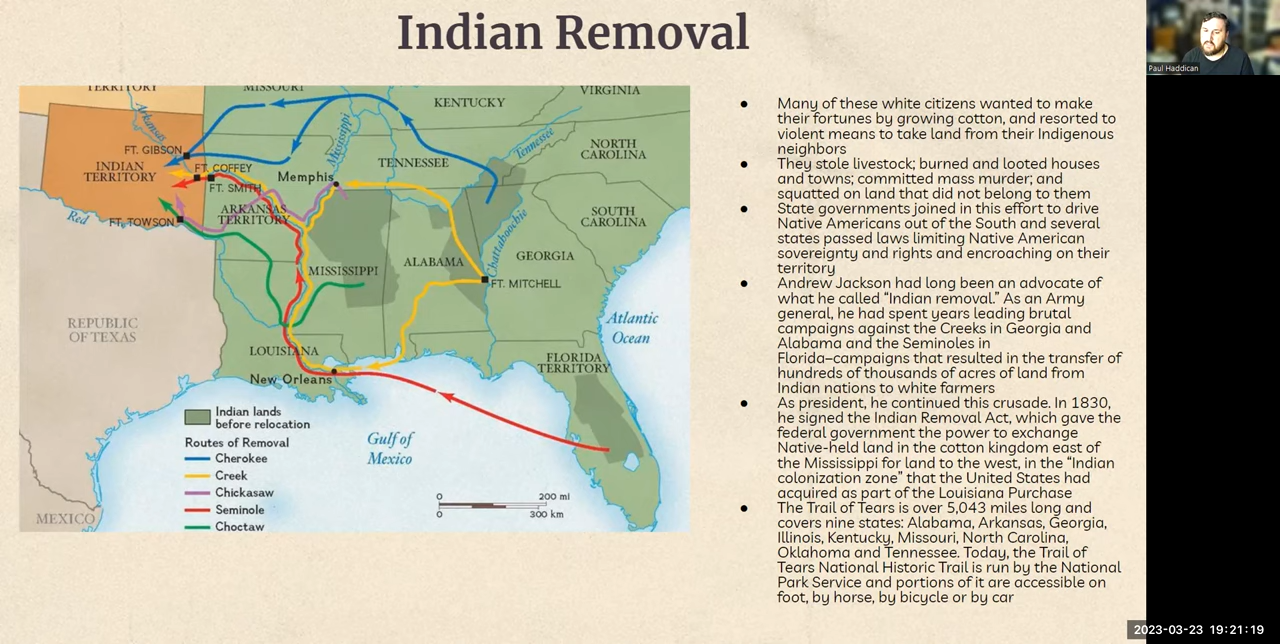 Indian Removal
Paul Haddican
TERRITORY
MISSOURI
KENTUCKY
VIRGINIA
Arkansas
Mississippi
Tennessee
NORTH
CAROLINA
FT. GIBSON
TENNESSEE
INDIAN
TERRITORY
FT. COFFEY
Memphis
FT. SMITH
ARKANSAS
TERRITORY
SOUTH
CAROLINA
Red
FT. TOWSON
Chattahoochie
MISSISSIPPI
ALABAMA
GEORGIA
FT. MITCHELL
REPUBLIC
OF TEXAS
Atlantic
Ocean
LOUISIANA
FLORIDA
TERRITORY
New Orleans
Indian lands
before relocation
Routes of Removal
Cherokee
Creek
Chickasaw
Seminole
Choctaw
Gulf of
Mexico
0 200 mi
0 300 km
MEXICO
● Many of these white citizens wanted to make
their fortunes by growing cotton, and resorted to
violent means to take land from their Indigenous
neighbors
● They stole livestock; burned and looted houses
and towns; committed mass murder; and
squatted on land that did not belong to them
● State governments joined in this effort to drive
Native Americans out of the South and several
states passed laws limiting Native American
sovereignty and rights and encroaching on their
territory
● Andrew Jackson had long been an advocate of
what he called “Indian removal.” As an Army
general, he had spent years leading brutal
campaigns against the Creeks in Georgia and
Alabama and the Seminoles in
Florida–campaigns that resulted in the transfer of
hundreds of thousands of acres of land from
Indian nations to white farmers
● As president, he continued this crusade. In 1830,
he signed the Indian Removal Act, which gave the
federal government the power to exchange
Native-held land in the cotton kingdom east of
the Mississippi for land to the west, in the “Indian
colonization zone” that the United States had
acquired as part of the Louisiana Purchase
● The Trail of Tears is over 5,043 miles long and
covers nine states: Alabama, Arkansas, Georgia,
Illinois, Kentucky, Missouri, North Carolina,
Oklahoma and Tennessee. Today, the Trail of
Tears National Historic Trail is run by the National
Park Service and portions of it are accessible on
foot, by horse, by bicycle or by car
2023-03-23 19:21:19